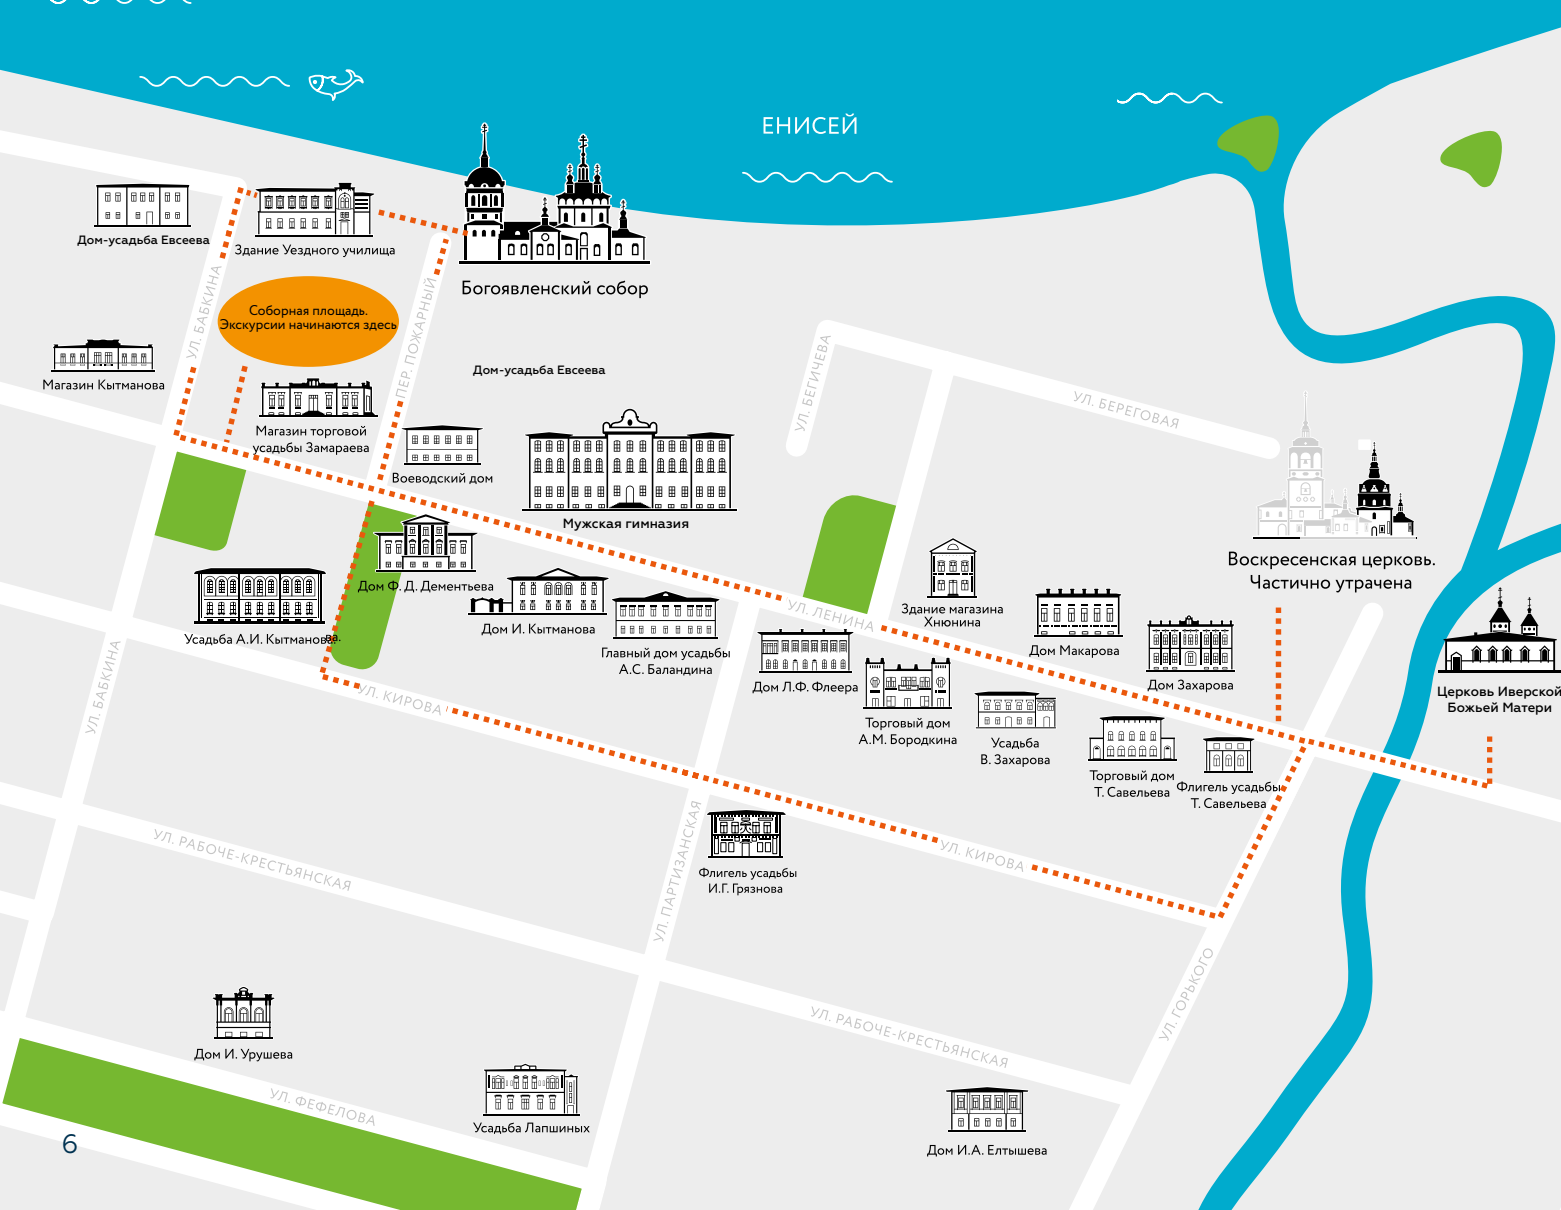 ЕНИСЕЙ
Дом-усадьба Евсеева
Здание Уездного училища
Богоявленский собор
УЛ. БАБКИНА
Соборная площадь.
Экскурсии начинаются здесь
ПЕР. ПОЖАРНЫЙ
Дом-усадьба Евсеева
Магазин Кытманова
УЛ. БЕГИЧЕВА
УЛ. БЕРЕГОВАЯ
Магазин торговой
усадьбы Замараева
Воеводский дом
Мужская гимназия
Воскресенская церковь.
Частично утрачена
Дом Ф. Д. Дементьева
УЛ. ЛЕНИНА
Здание магазина
Хнюнина
Усадьба А.И. Кытманова.
ва.
Дом И. Кытманова
Главный дом усадьбы
А.С. Баландина
Дом Макарова
Дом Л.Ф. Флеера
Дом Захарова
Церковь Иверской
Божьей Матери
УЛ. БАБКИНА
УЛ. КИРОВА
Торговый дом
А.М. Бородкина
Усадьба
В. Захарова
Торговый дом
Т. Савельева
Флигель усадьбы
Т. Савельева
УЛ. РАБОЧЕ-КРЕСТЬЯНСКАЯ
УЛ. ПАРТИЗАНСКАЯ
Флигель усадьбы
И.Г. Грязнова
УЛ. КИРОВА
УЛ. ГОРЬКОГО
УЛ. РАБОЧЕ-КРЕСТЬЯНСКАЯ
Дом И. Урушева
УЛ. ФЕФЕЛОВА
Усадьба Лапшиных
Дом И.А. Елтышева
6